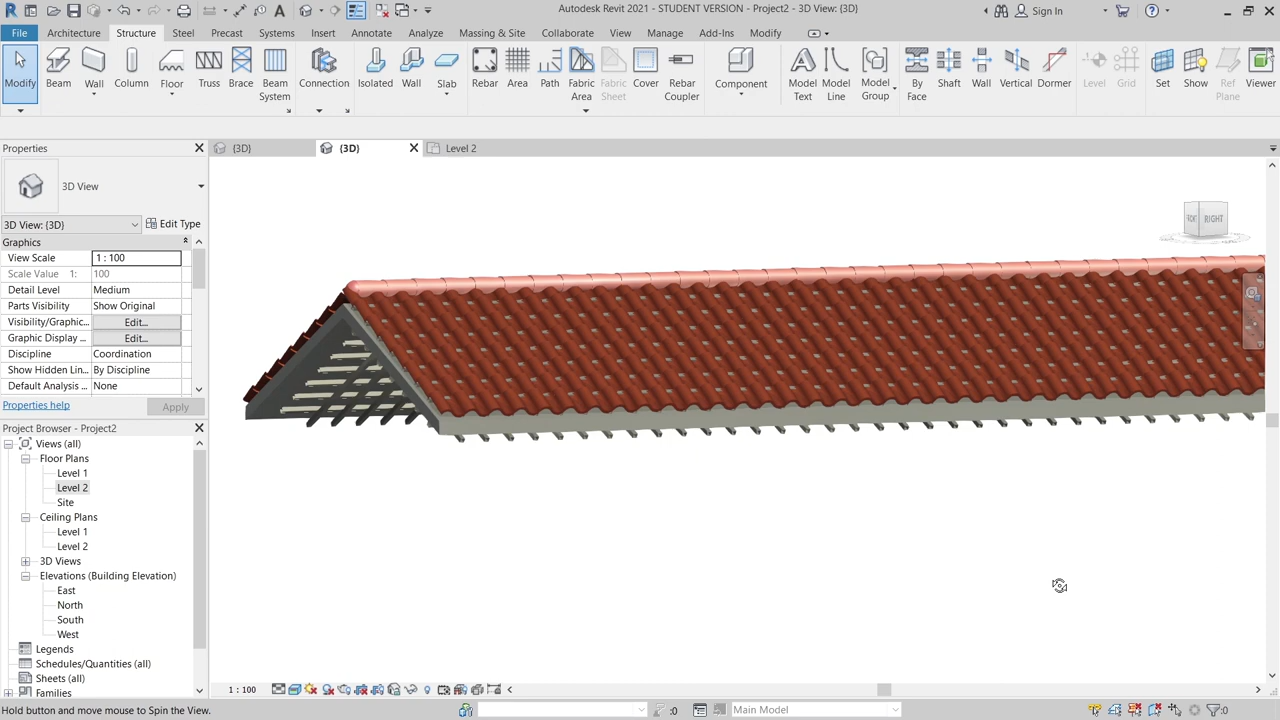 Autodesk Revit 2021 - STUDENT VERSION - Project2 - 3D View: {3D}
Sign In
File Architecture Structure Steel Precast Systems Insert Annotate Analyze Massing & Site Collaborate View Manage Add-Ins Modify
Modify Beam Wall Column Floor Truss Brace Beam System Connection Isolated Wall Slab Rebar Area Path Fabric Area Fabric Sheet Cover Rebar Coupler Component Model Text Model Line Model Group By Face Shaft Wall Vertical Dormer Level Grid Set Show Ref Plane Viewer
Properties
{3D} {3D} Level 2
3D View
3D View: {3D} Edit Type
Graphics
View Scale 1 : 100
Scale Value 1: 100
Detail Level Medium
Parts Visibility Show Original
Visibility/Graphic... Edit...
Graphic Display ... Edit...
Discipline Coordination
Show Hidden Lin... By Discipline
Default Analysis ... None
Properties help Apply
Project Browser - Project2
Views (all)
Floor Plans
Level 1
Level 2
Site
Ceiling Plans
Level 1
Level 2
3D Views
Elevations (Building Elevation)
East
North
South
West
Legends
Schedules/Quantities (all)
Sheets (all)
Families
TOP RIGHT
1 : 100
Hold button and move mouse to Spin the View.
:0 Main Model :0